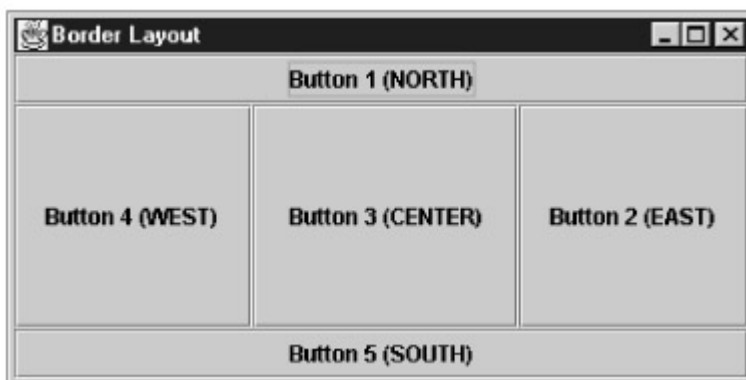 Border Layout
Button 1 (NORTH)
Button 4 (WEST)
Button 3 (CENTER)
Button 2 (EAST)
Button 5 (SOUTH)